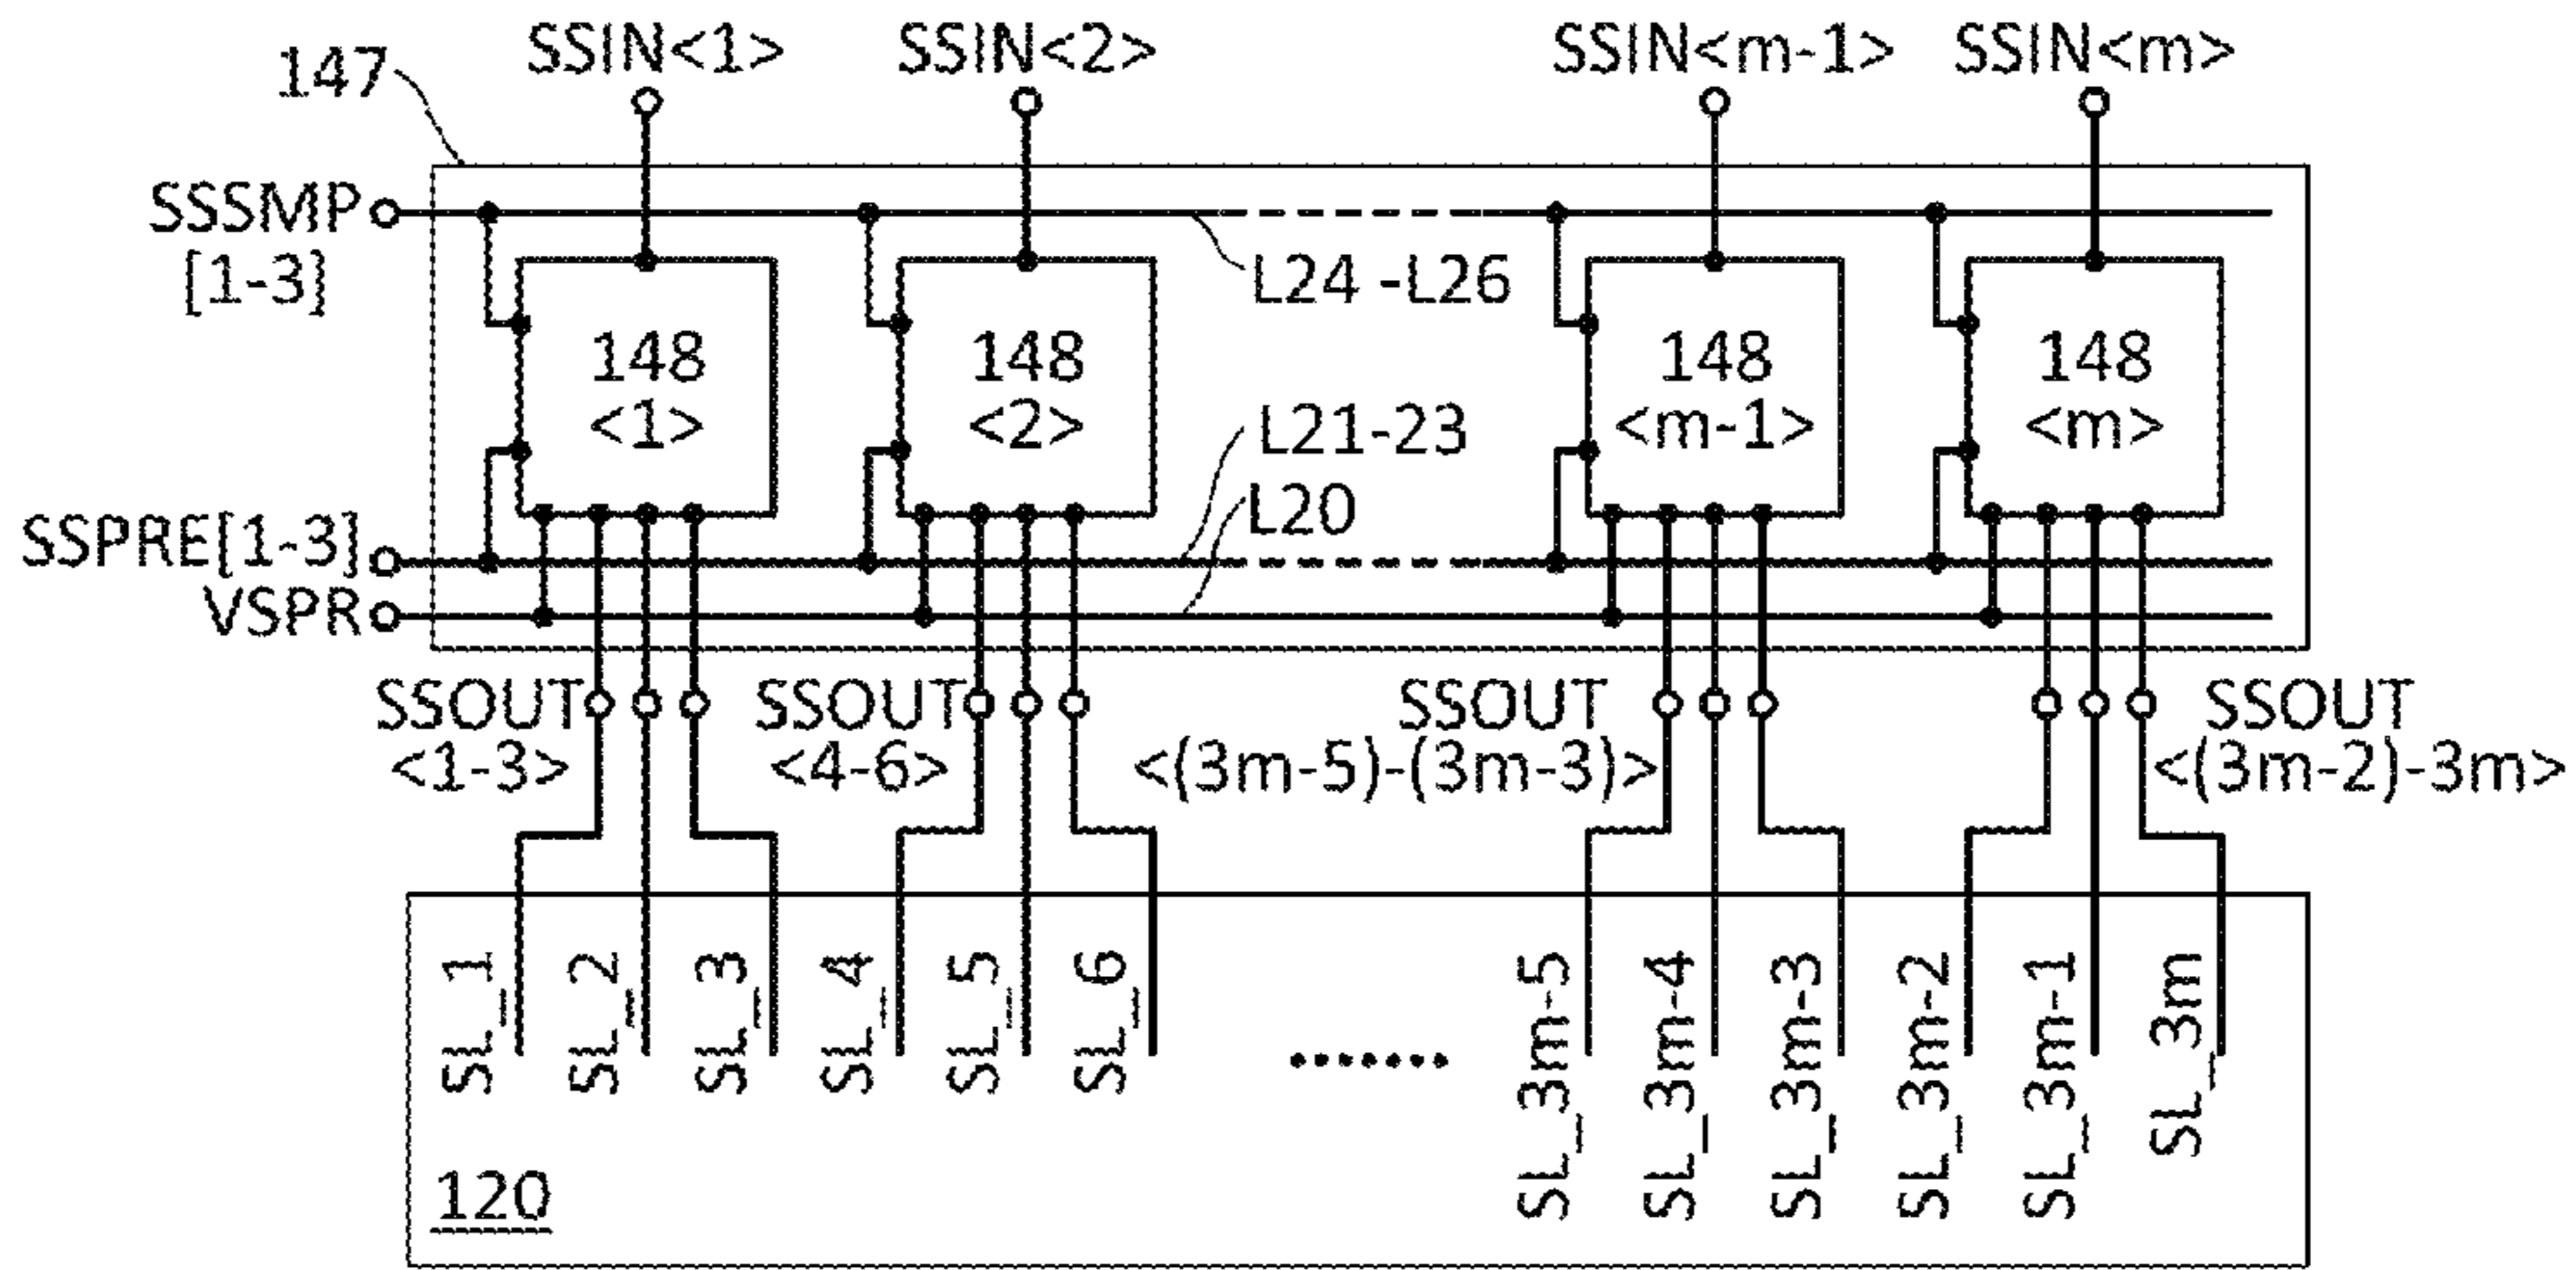 147
SSIN<1>
SSIN<2>
SSIN<m-1>
SSIN<m>
SSSMP
[1-3]
L24 -L26
148
<1>
148
<2>
148
<m-1>
148
<m>
L21-23
L20
SSPRE[1-3]
VSPR
SSOUT
<1-3>
SSOUT
<4-6>
SSOUT
<(3m-5)-(3m-3)>
SSOUT
<(3m-2)-3m>
SL_1
SL_2
SL_3
SL_4
SL_5
SL_6
SL_3m-5
SL_3m-4
SL_3m-3
SL_3m-2
SL_3m-1
SL_3m
120